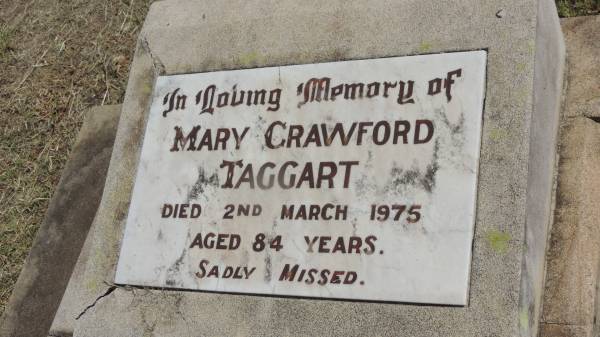 In Loving Memory of
MARY CRAWFORD
TAGGART
DIED 2ND MARCH 1975
AGED 84 YEARS.
SADLY MISSED.